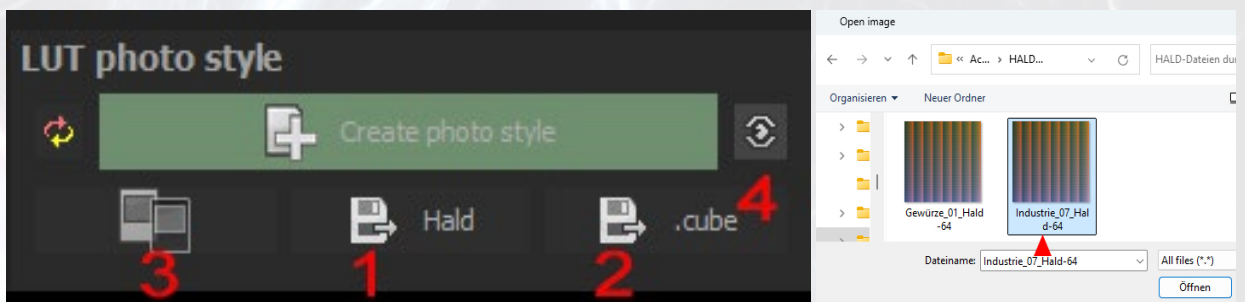 LUT photo style
Create photo style
Hald
.cube
4
3
1
2
Open image
Ac...
HALD...
HALD-Dateien du
Organisieren
Neuer Ordner
Gewürze_01_Hald
-64
Industrie_07_Hal
d-64
Dateiname:
Industrie_07_Hald-64
All files (*.*)
Öffnen